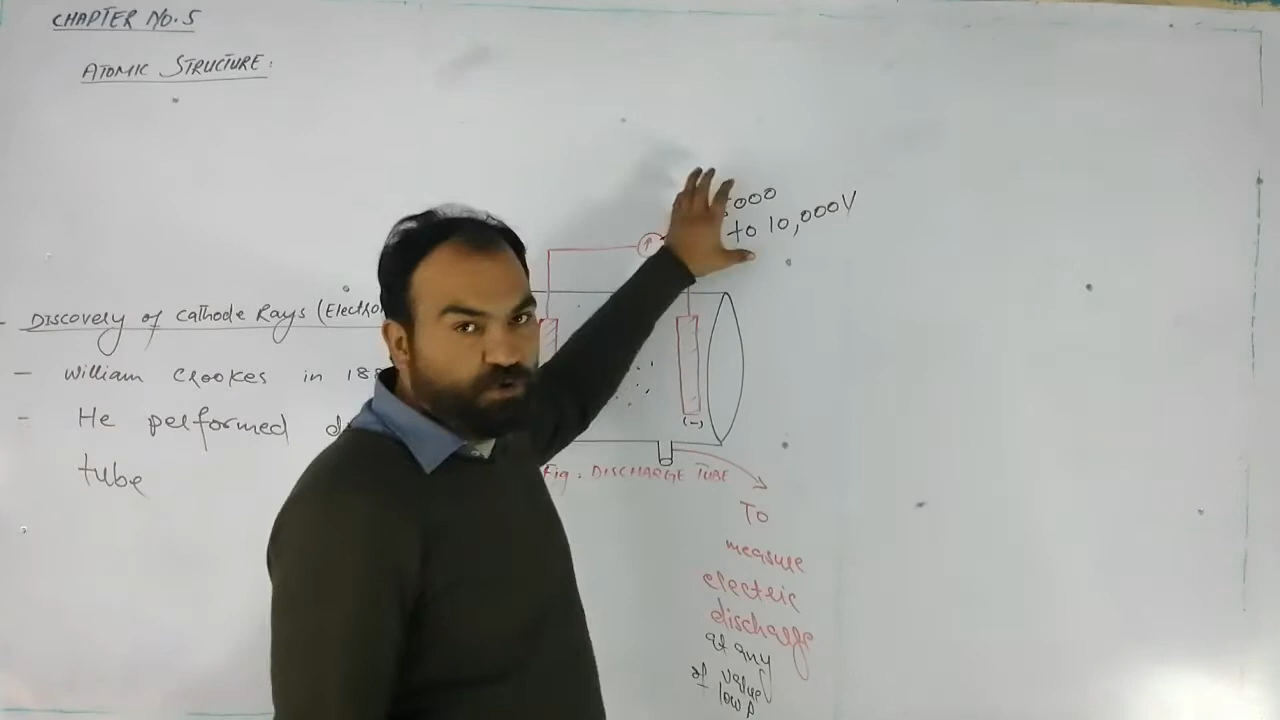 CHAPTER NO.5
ATOMIC STRUCTURE:
5000
to 10,000V
- DISCOVERY of Cathode Rays (Electro
- William Crookes in 18
- He performed
tube
(-)
Fig: DISCHARGE TUBE
To
measure
electric
discharge
at any
value
of low P